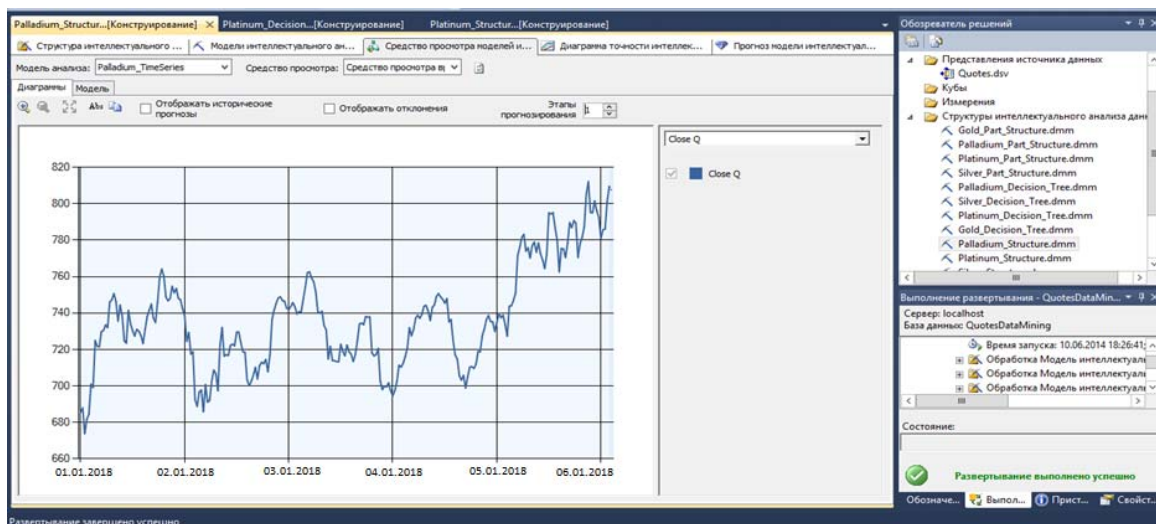 Palladium_Structur...[Конструирование] Platinum_Decision...[Конструирование] Platinum_Structur...[Конструирование]
Структура интеллектуального ... Модели интеллектуального ан... Средство просмотра моделей и... Диаграмма точности интеллек... Прогноз модели интеллектуал...
Модель анализа: Palladium_TimeSeries Средство просмотра: Средство просмотра вр
Диаграммы Модель
Abc Отображать исторические прогнозы Отображать отклонения Этапы прогнозирования 1
820
800
780
760
740
720
700
680
660
01.01.2018 02.01.2018 03.01.2018 04.01.2018 05.01.2018 06.01.2018
Close Q
Close Q
Обозреватель решений
Представления источника данных
Quotes.dsv
Кубы
Измерения
Структуры интеллектуального анализа данн
Gold_Part_Structure.dmm
Palladium_Part_Structure.dmm
Platinum_Part_Structure.dmm
Silver_Part_Structure.dmm
Palladium_Decision_Tree.dmm
Silver_Decision_Tree.dmm
Platinum_Decision_Tree.dmm
Gold_Decision_Tree.dmm
Palladium_Structure.dmm
Platinum_Structure.dmm
Выполнение развертывания - QuotesDataMin...
Сервер: localhost
База данных: QuotesDataMining
Время запуска: 10.06.2014 18:26:41;
Обработка Модель интеллектуаль
Обработка Модель интеллектуаль
Обработка Модель интеллектуаль
Состояние:
Развертывание выполнено успешно
Обозначе... Выпол... Прист... Свойст...
Развертывание завершено успешно